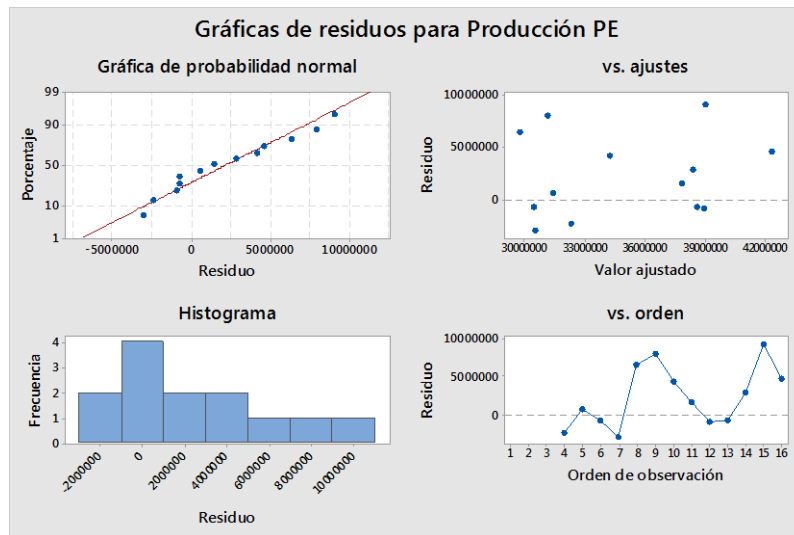 Gráficas de residuos para Producción PE
Gráfica de probabilidad normal
99
90
50
10
1
Porcentaje
-5000000 0 5000000 10000000
Residuo
vs. ajustes
10000000
5000000
0
Residuo
30000000 33000000 36000000 39000000 42000000
Valor ajustado
Histograma
4
3
2
1
0
Frecuencia
-2000000 0 2000000 4000000 6000000 8000000 10000000
Residuo
vs. orden
10000000
5000000
0
Residuo
1 2 3 4 5 6 7 8 9 10 11 12 13 14 15 16
Orden de observación